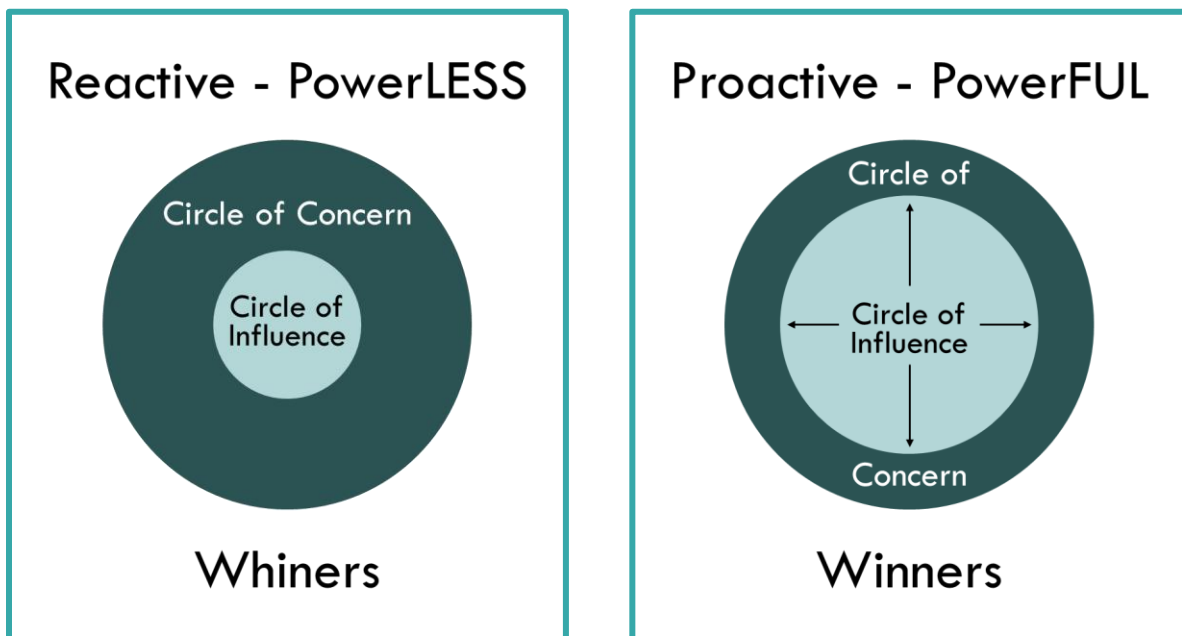 Reactive - PowerLESS
Circle of Concern
Circle of
Influence
Whiners
Proactive - PowerFUL
Circle of
Circle of
Influence
Concern
Winners